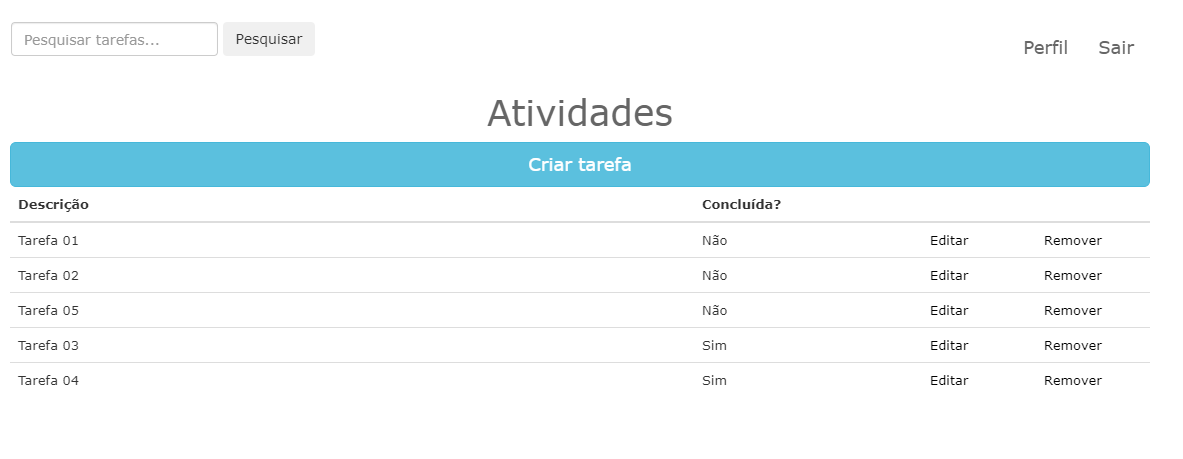 Pesquisar tarefas... Pesquisar Perfil Sair
Atividades
Criar tarefa
Descrição Concluída?
Tarefa 01 Não Editar Remover
Tarefa 02 Não Editar Remover
Tarefa 05 Não Editar Remover
Tarefa 03 Sim Editar Remover
Tarefa 04 Sim Editar Remover